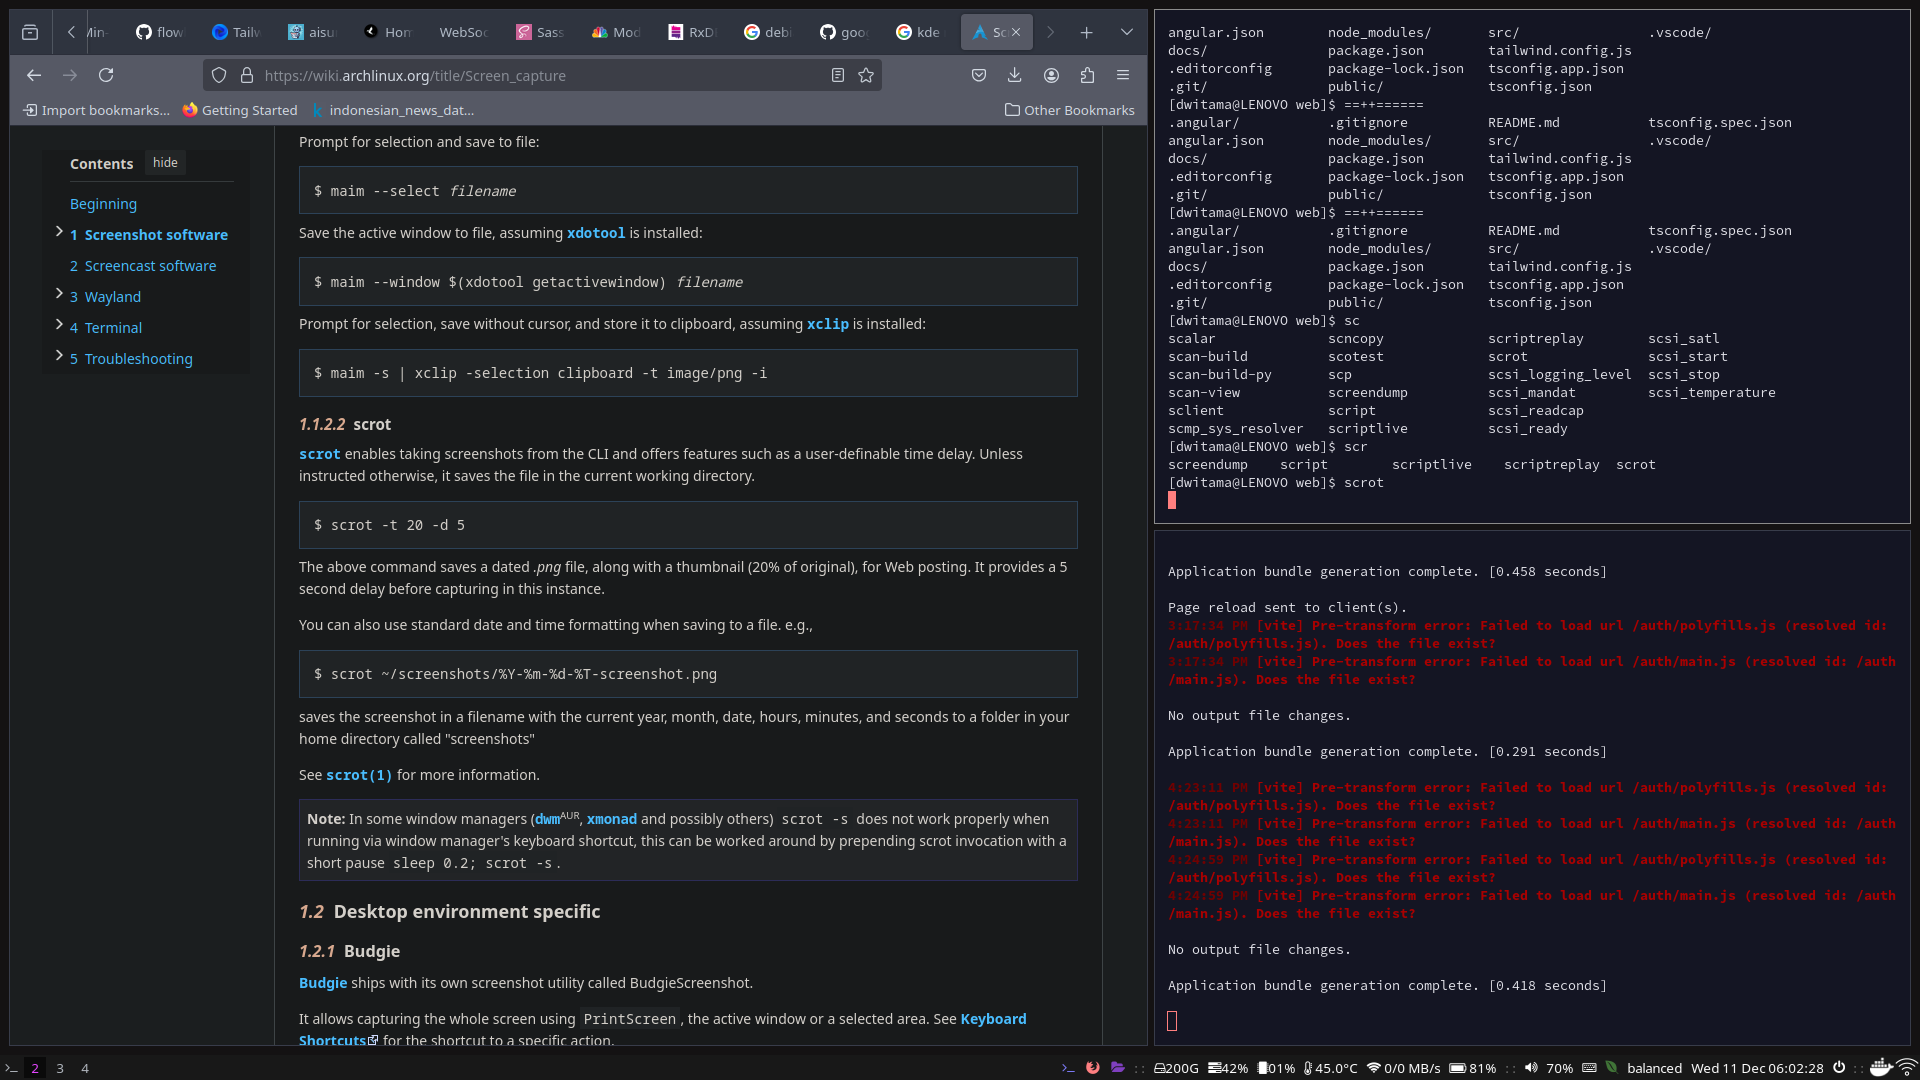 Min-
flow
Tailw
aisu
Hom
WebSoc
Sass
Mod
RxD
debi
goog
kde
Sc
https://wiki.archlinux.org/title/Screen_capture
Import bookmarks...
Getting Started
indonesian_news_dat...
Other Bookmarks
Contents hide
Beginning
1 Screenshot software
2 Screencast software
3 Wayland
4 Terminal
5 Troubleshooting
Prompt for selection and save to file:
$ maim --select filename
Save the active window to file, assuming xdotool is installed:
$ maim --window $(xdotool getactivewindow) filename
Prompt for selection, save without cursor, and store it to clipboard, assuming xclip is installed:
$ maim -s | xclip -selection clipboard -t image/png -i
1.1.2.2 scrot
scrot enables taking screenshots from the CLI and offers features such as a user-definable time delay. Unless
instructed otherwise, it saves the file in the current working directory.
$ scrot -t 20 -d 5
The above command saves a dated .png file, along with a thumbnail (20% of original), for Web posting. It provides a 5
second delay before capturing in this instance.
You can also use standard date and time formatting when saving to a file. e.g.,
$ scrot ~/screenshots/%Y-%m-%d-%T-screenshot.png
saves the screenshot in a filename with the current year, month, date, hours, minutes, and seconds to a folder in your
home directory called "screenshots"
See scrot(1) for more information.
Note: In some window managers (dwmAUR, xmonad and possibly others) scrot -s does not work properly when
running via window manager's keyboard shortcut, this can be worked around by prepending scrot invocation with a
short pause sleep 0.2; scrot -s.
1.2 Desktop environment specific
1.2.1 Budgie
Budgie ships with its own screenshot utility called BudgieScreenshot.
It allows capturing the whole screen using PrintScreen, the active window or a selected area. See Keyboard
Shortcuts for the shortcut to a specific action.
angular.json node_modules/ src/ .vscode/
docs/ package.json tailwind.config.js
.editorconfig package-lock.json tsconfig.app.json
.git/ public/ tsconfig.json
[dwitama@LENOVO web]$ ==++======
.angular/ .gitignore README.md tsconfig.spec.json
angular.json node_modules/ src/ .vscode/
docs/ package.json tailwind.config.js
.editorconfig package-lock.json tsconfig.app.json
.git/ public/ tsconfig.json
[dwitama@LENOVO web]$ ==++======
.angular/ .gitignore README.md tsconfig.spec.json
angular.json node_modules/ src/ .vscode/
docs/ package.json tailwind.config.js
.editorconfig package-lock.json tsconfig.app.json
.git/ public/ tsconfig.json
[dwitama@LENOVO web]$ sc
scalar scncopy scriptreplay scsi_satl
scan-build scotest scrot scsi_start
scan-build-py scp scsi_logging_level scsi_stop
scan-view screendump scsi_mandat scsi_temperature
sclient script scsi_readcap
scmp_sys_resolver scriptlive scsi_ready
[dwitama@LENOVO web]$ scr
screendump script scriptlive scriptreplay scrot
[dwitama@LENOVO web]$ scrot
Application bundle generation complete. [0.458 seconds]
Page reload sent to client(s).
3:17:34 PM [vite] Pre-transform error: Failed to load url /auth/polyfills.js (resolved id:
/auth/polyfills.js). Does the file exist?
3:17:34 PM [vite] Pre-transform error: Failed to load url /auth/main.js (resolved id: /auth
/main.js). Does the file exist?
No output file changes.
Application bundle generation complete. [0.291 seconds]
4:23:11 PM [vite] Pre-transform error: Failed to load url /auth/polyfills.js (resolved id:
/auth/polyfills.js). Does the file exist?
4:23:11 PM [vite] Pre-transform error: Failed to load url /auth/main.js (resolved id: /auth
/main.js). Does the file exist?
4:24:59 PM [vite] Pre-transform error: Failed to load url /auth/polyfills.js (resolved id:
/auth/polyfills.js). Does the file exist?
4:24:59 PM [vite] Pre-transform error: Failed to load url /auth/main.js (resolved id: /auth
/main.js). Does the file exist?
No output file changes.
Application bundle generation complete. [0.418 seconds]
2 3 4
200G 42% 01% 45.0°C 0/0 MB/s 81% 70% balanced Wed 11 Dec 06:02:28